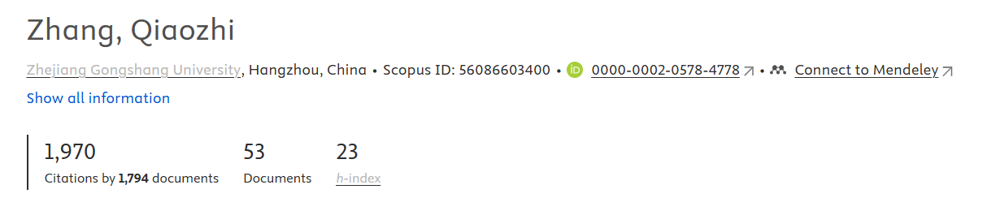 Zhang, Qiaozhi
Zhejiang Gongshang University, Hangzhou, China • Scopus ID: 56086603400 • iD 0000-0002-0578-4778 • Connect to Mendeley
Show all information
1,970 53 23
Citations by 1,794 documents Documents h-index